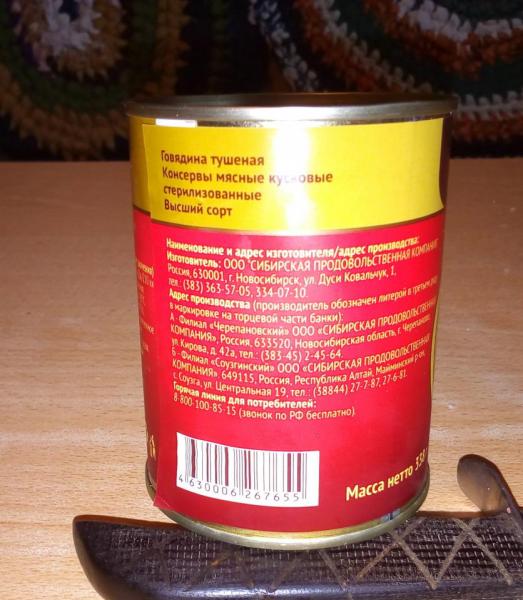 Говядина тушеная
Консервы мясные кусковые
стерилизованные
Высший сорт
Наименование и адрес изготовителя/адрес производства:
Изготовитель: ООО "СИБИРСКАЯ ПРОДОВОЛЬСТВЕННАЯ КОМПАНИЯ"
Россия, 630001, г. Новосибирск, ул. Дуси Ковальчук, 1,
тел. (383) 363-57-05, 334-07-10.
Адрес производства (производитель обозначен литерой в третьем ряду
в маркировке на торцевой части банки):
А - Филиал «Черепановский» ООО «СИБИРСКАЯ ПРОДОВОЛЬСТВЕННАЯ
КОМПАНИЯ», Россия, 633520, Новосибирская область, г. Черепаново,
ул. Кирова, д. 42а, тел.: (383-45) 2-45-64.
Б - Филиал «Соузгинский» ООО «СИБИРСКАЯ ПРОДОВОЛЬСТВЕННАЯ
КОМПАНИЯ» 649115, Россия, Республика Алтай, Майминский р-он,
с. Соузга, ул. Центральная 19, тел.: (38844) 27-7-87, 27-6-81.
Горячая линия для потребителей:
8-800-100-85-15 (звонок по РФ бесплатно).
4 630006 267655
Масса нетто